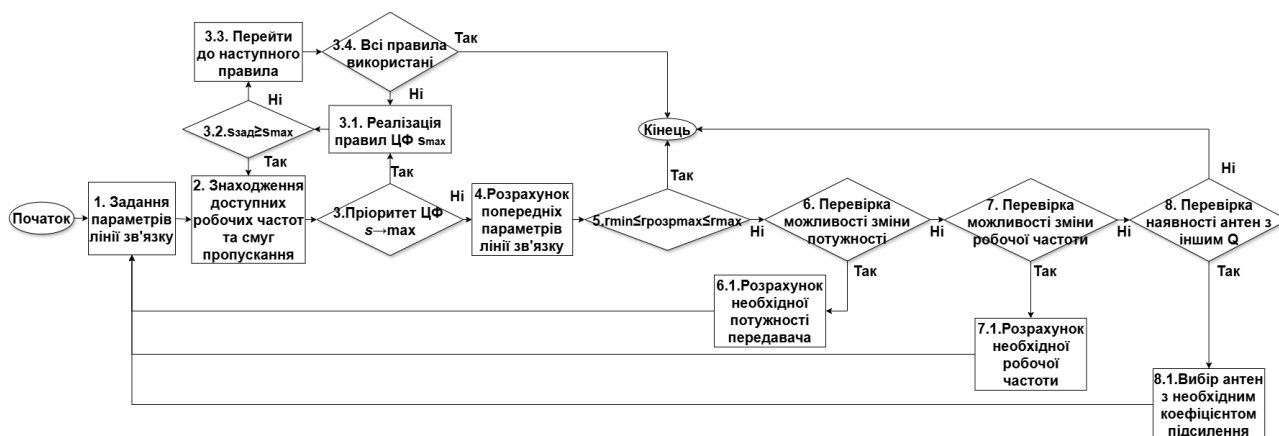 3.3. Перейти
до наступного
правила
3.4. Всі правила
використані
Так
Ні
Ні
3.2.sзад≥smax
3.1. Реалізація
правил ЦФ smax
Кінець
Так
Так
Так
Ні
Початок
1. Задання
параметрів
лінії зв'язку
2. Знаходження
доступних
робочих частот
та смуг
пропускання
3.Пріоритет ЦФ
s→max
Ні
4.Розрахунок
попередніх
параметрів
лінії зв'язку
5.rmin≤rрозрmax≤rmax
Ні
6. Перевірка
можливості зміни
потужності
Ні
7. Перевірка
можливості зміни
робочої частоти
Ні
8. Перевірка
наявності антен з
іншим Q
Так
Так
Так
6.1.Розрахунок
необхідної
потужності
передавача
7.1.Розрахунок
необхідної
робочої
частоти
8.1.Вибір антен
з необхідним
коефіцієнтом
підсилення